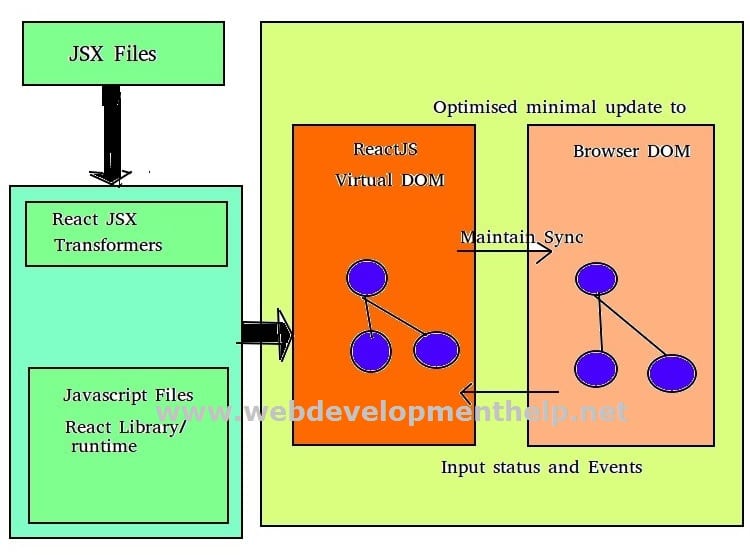 JSX Files
React JSX
Transformers
Javascript Files
React Library/
runtime
Optimised minimal update to
ReactJS
Virtual DOM
Browser DOM
Maintain Sync
www.webdevelopmenthelp.net
Input status and Events